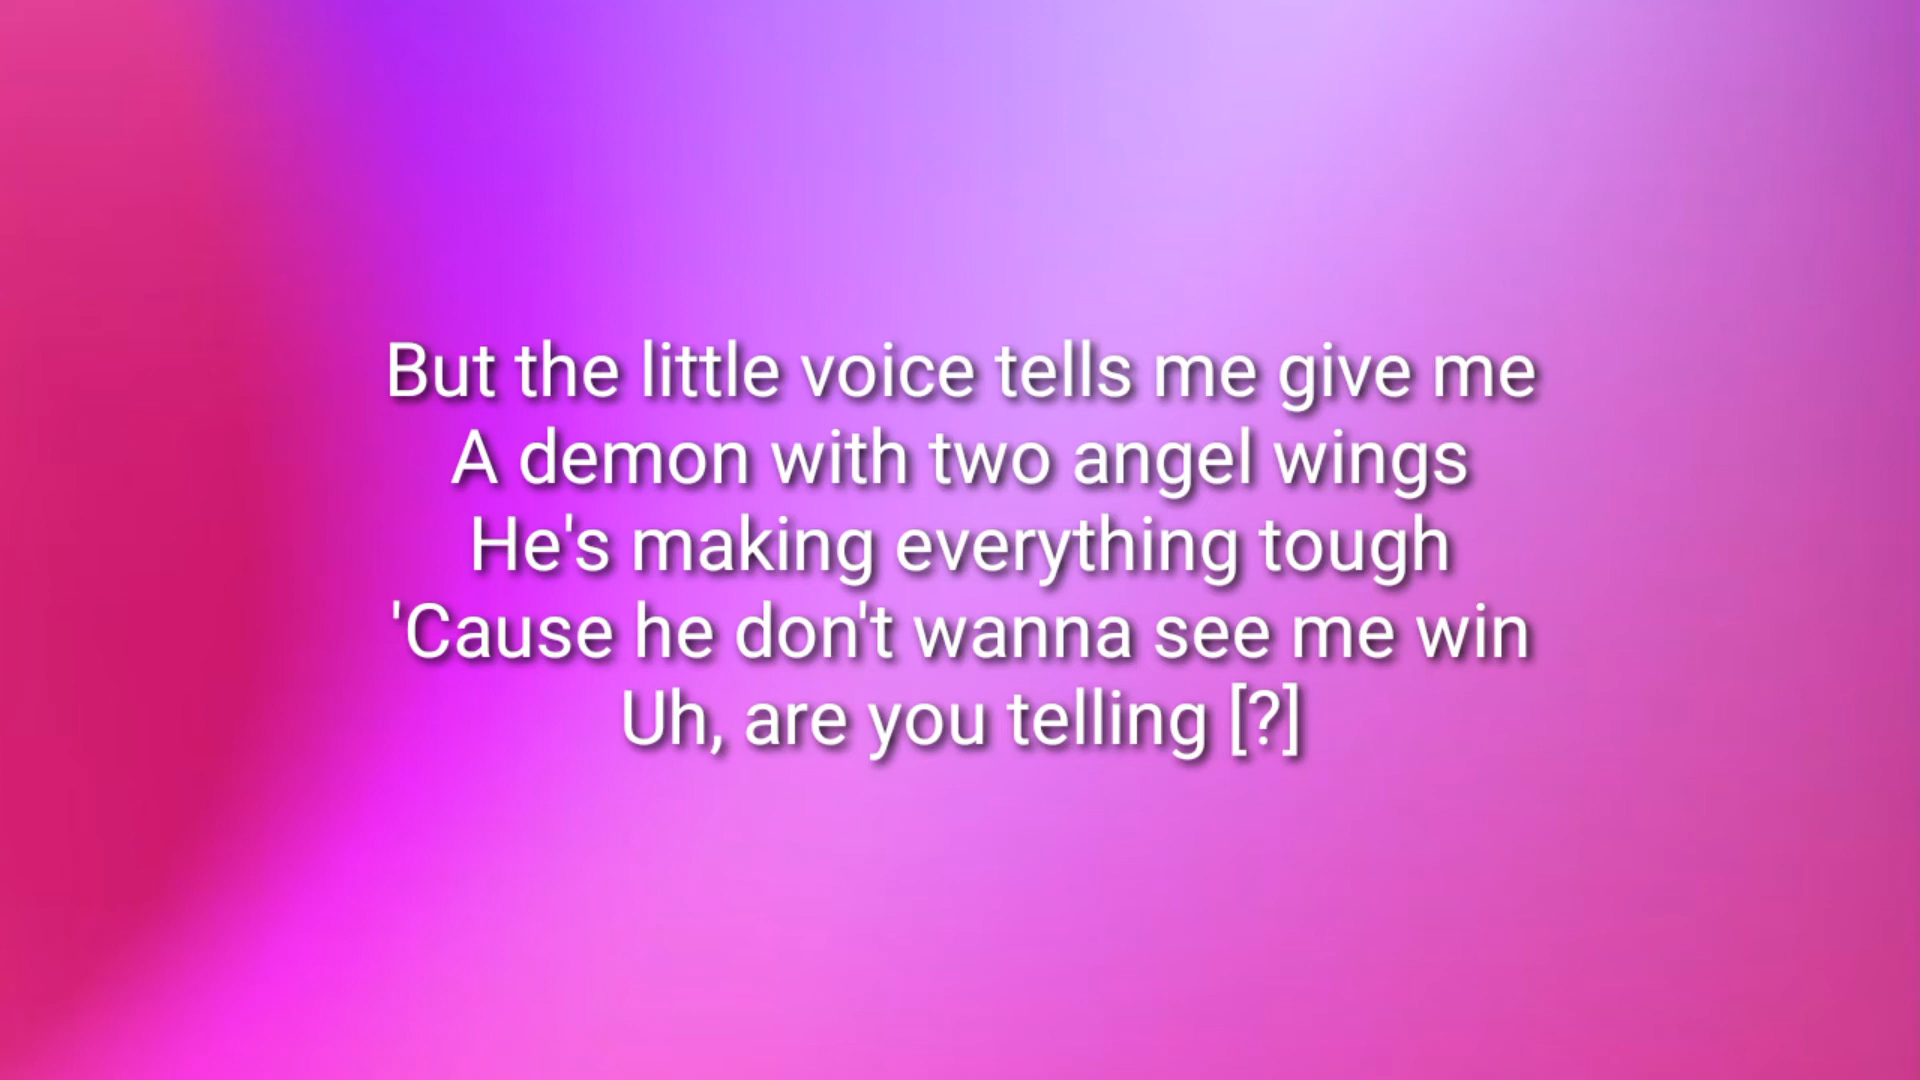 But the little voice tells me give me
A demon with two angel wings
He's making everything tough
'Cause he don't wanna see me win
Uh, are you telling [?]